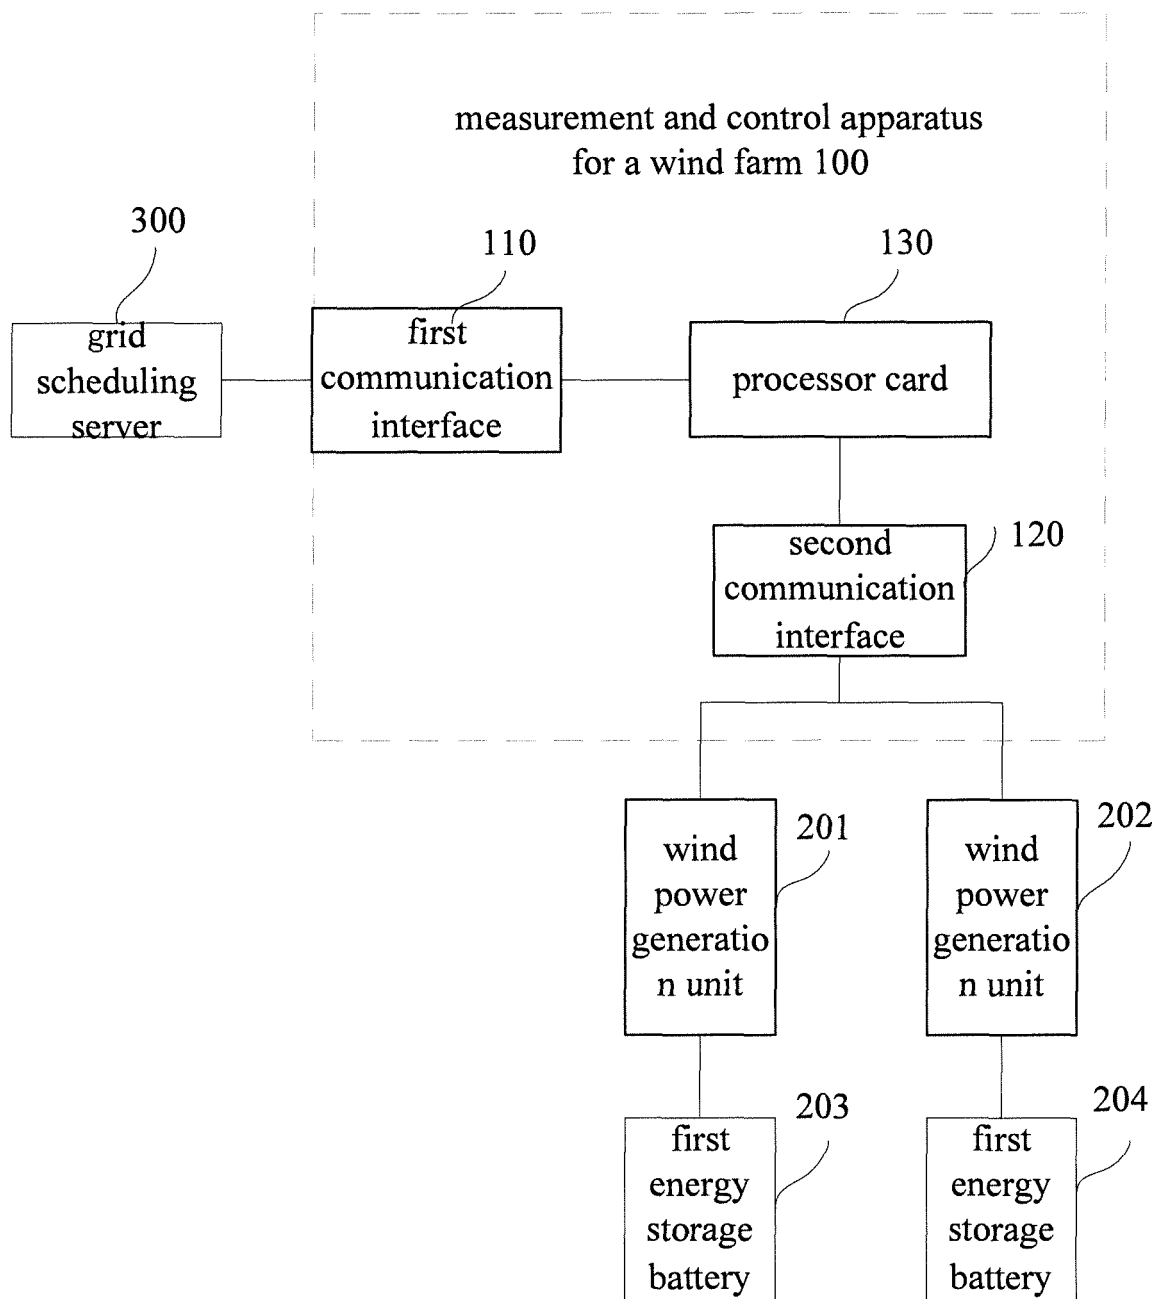 measurement and control apparatus
for a wind farm 100
300
110
130
grid
scheduling
server
first
communication
interface
processor card
second
communication
interface
120
201
202
wind
power
generatio
n unit
wind
power
generatio
n unit
203
204
first
energy
storage
battery
first
energy
storage
battery